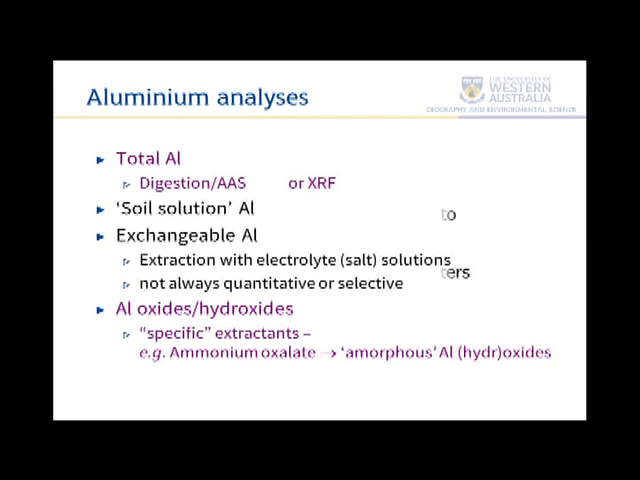 Aluminium analyses
THE UNIVERSITY OF
WESTERN
AUSTRALIA
GEOGRAPHY AND ENVIRONMENTAL SCIENCE
Total Al
Digestion/AAS or XRF
‘Soil solution’ Al
to
Exchangeable Al
Extraction with electrolyte (salt) solutions
ters
not always quantitative or selective
Al oxides/hydroxides
“specific” extractants –
e.g. Ammonium oxalate → ‘amorphous’ Al (hydr)oxides